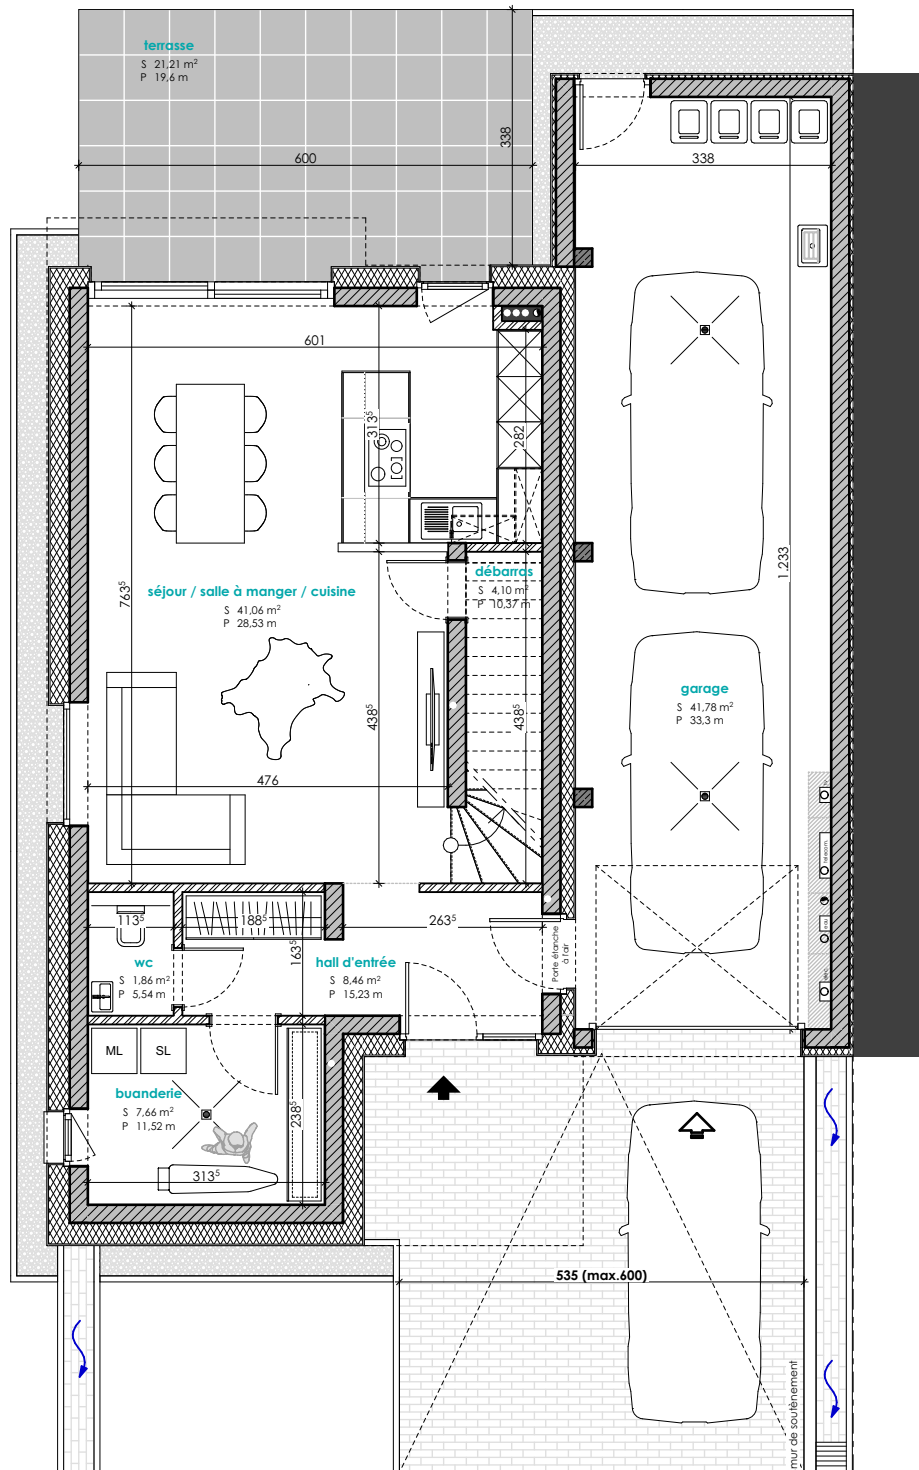 terrasse
S 21,21 m²
P 19,6 m
338
600
338
601
313⁵
282
763⁵
séjour / salle à manger / cuisine
S 41,06 m²
P 28,53 m
débarras
S 4,10 m²
P 10,37 m
1.233
garage
S 41,78 m²
P 33,3 m
438⁵
438⁵
476
113⁵
188⁵
263⁵
163⁵
Porte étanche
à l'air
wc
S 1,86 m²
P 5,54 m
hall d'entrée
S 8,46 m²
P 15,23 m
ML
SL
buanderie
S 7,66 m²
P 11,52 m
238⁵
313⁵
535 (max.600)
mur de soutènement